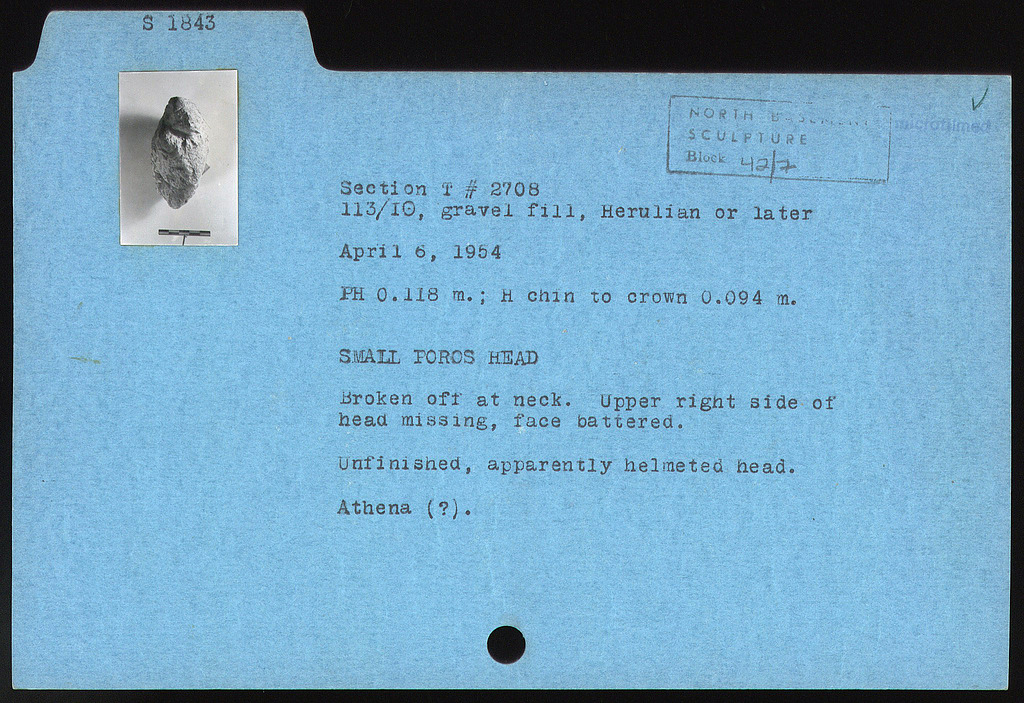 S 1843
NORTH BASEMENT
SCULPTURE
Block 42/7
microfilmed
Section T # 2708
113/ΙΘ, gravel fill, Herulian or later
April 6, 1954
PH 0.118 m.; H chin to crown 0.094 m.
SMALL POROS HEAD
Broken off at neck. Upper right side of
head missing, face battered.
Unfinished, apparently helmeted head.
Athena (?).